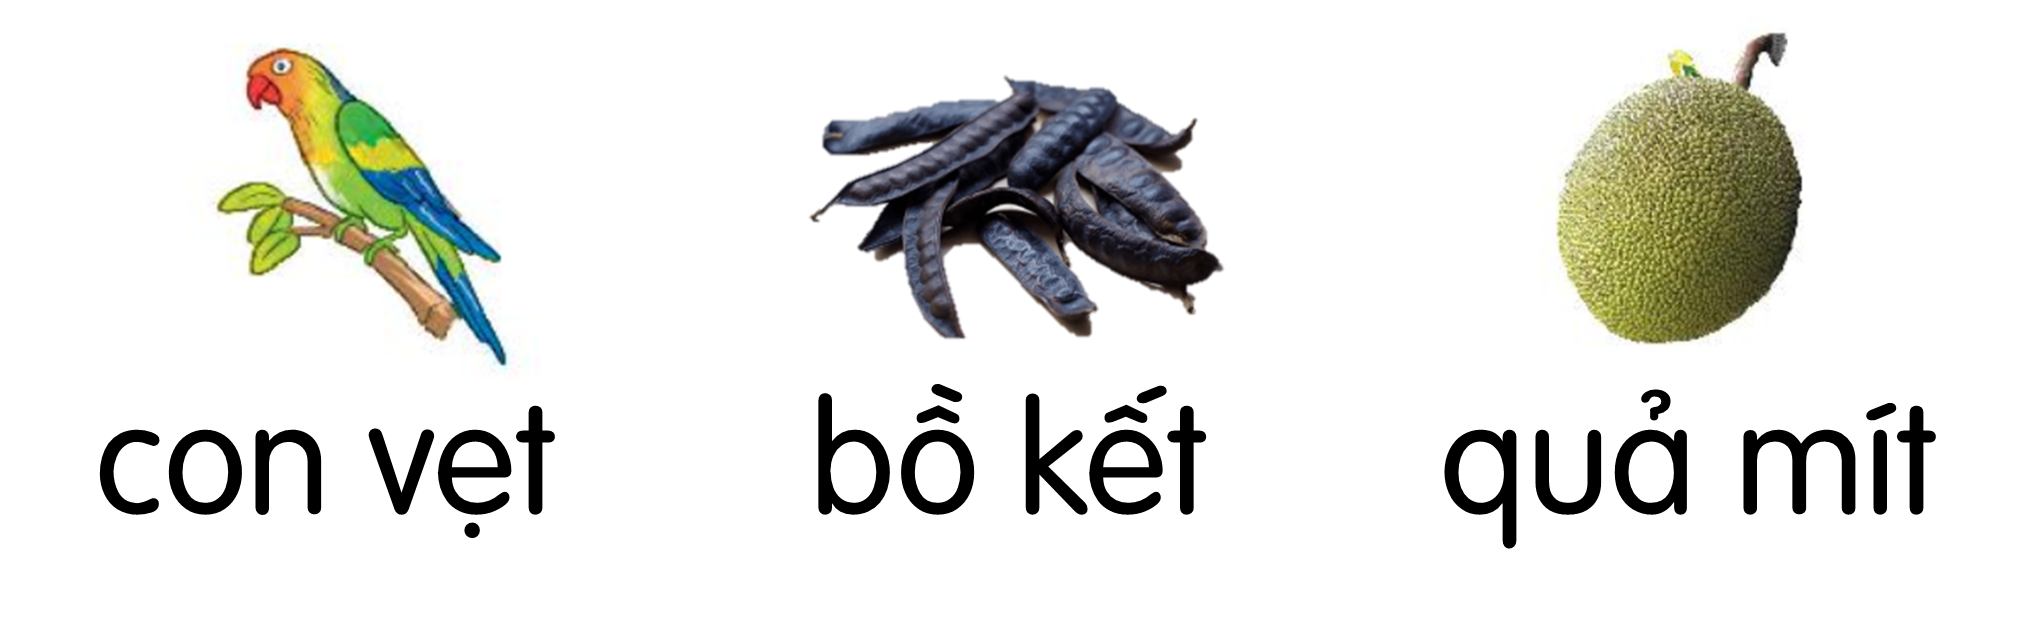 con vẹt bồ kết quả mít